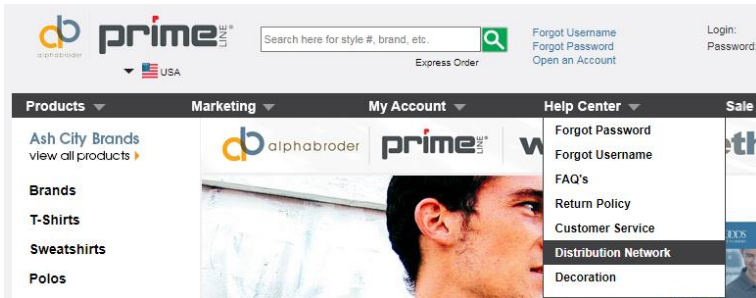 alphabroder
prime LINE
Search here for style #, brand, etc.
Express Order
USA
Forgot Username
Forgot Password
Open an Account
Login:
Password:
Products
Marketing
My Account
Help Center
Sale
Ash City Brands
view all products
Brands
T-Shirts
Sweatshirts
Polos
alphabroder
prime LINE
Forgot Password
Forgot Username
FAQ's
Return Policy
Customer Service
Distribution Network
Decoration